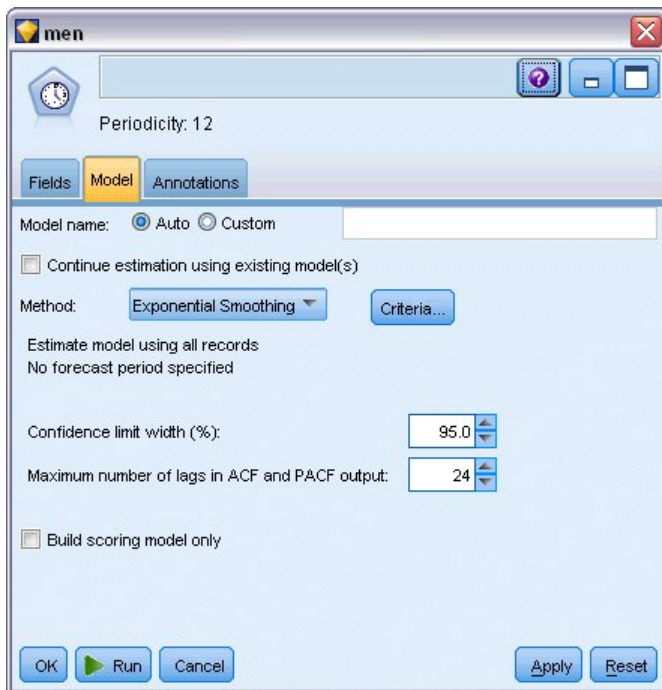 men
Periodicity: 12
Fields Model Annotations
Model name: Auto Custom
Continue estimation using existing model(s)
Method: Exponential Smoothing Criteria...
Estimate model using all records
No forecast period specified
Confidence limit width (%): 95.0
Maximum number of lags in ACF and PACF output: 24
Build scoring model only
OK Run Cancel Apply Reset